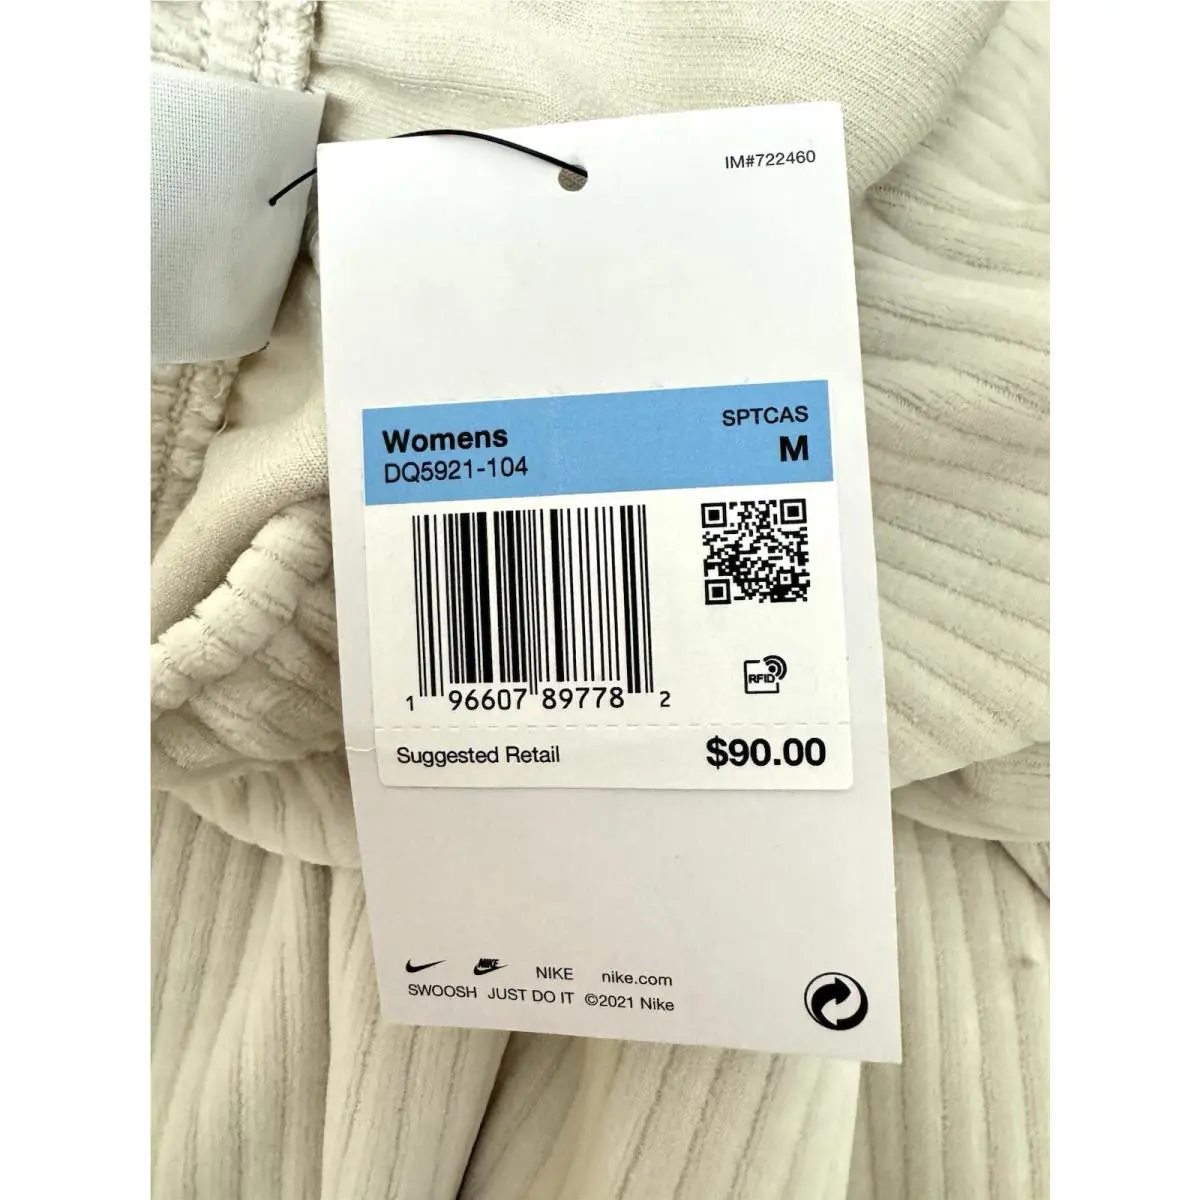 IM#722460
Womens
SPTCAS
DQ5921-104
M
RFID
1 96607 89778 2
Suggested Retail
$90.00
NIKE
NIKE
nike.com
SWOOSH JUST DO IT ©2021 Nike